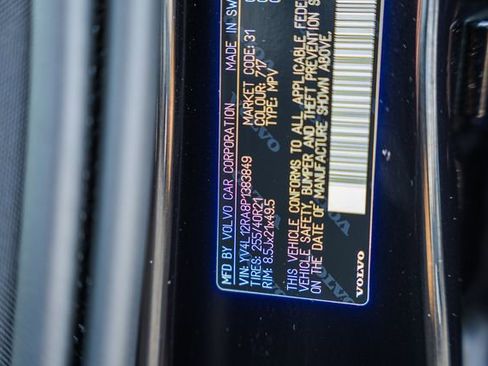 MFD BY VOLVO CAR CORPORATION MADE IN SW
VIN: YV4L12RA8P1383849
TIRES: 255/40R21 MARKET CODE: 31
RIM: 8.5Jx21x49.5 COLOUR: 717
TYPE: MPV
THIS VEHICLE CONFORMS TO ALL APPLICABLE FEDE
VEHICLE SAFETY, BUMPER AND THEFT PREVENTION S
DATE OF MANUFACTURE SHOWN ABOVE.
VOLVO